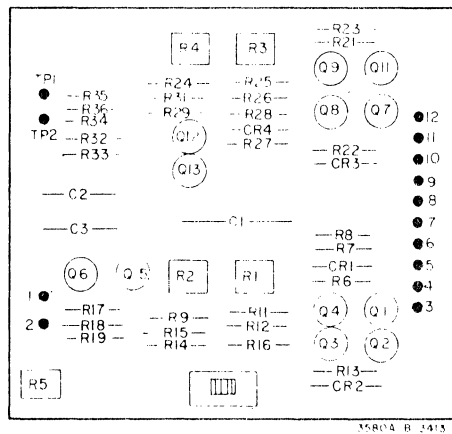 R23
R21
R4 R3
Q9 Q11
TP1
R24 R25
R35 R31 R26
R36 R29 R28
R34 Q8 Q7
TP2 CR4
R32 Q12 R27
R33 R22
CR3
Q13
12
11
10
9
8
7
6
5
4
3
C2
C1
C3
R8
R7
Q6 Q5 R2 R1 CR1
R6
1
R17 R9 R11 Q4 Q1
2 R18 R12
R19 R15
R14 R16 Q3 Q2
R13
R5 CR2
3580A B 3413